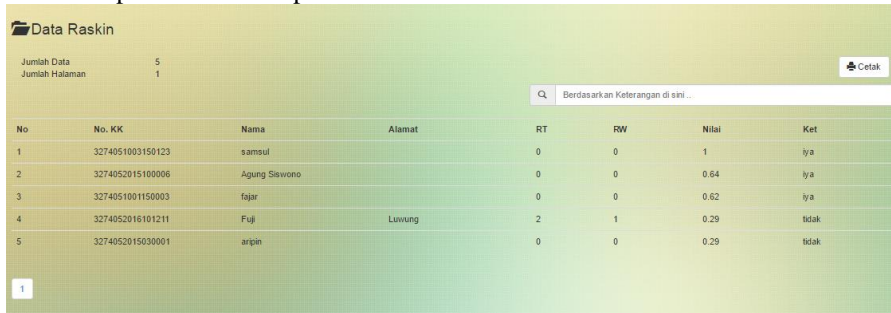 Data Raskin
Jumlah Data 5
Jumlah Halaman 1
Cetak
Berdasarkan Keterangan di sini ..
No No. KK Nama Alamat RT RW Nilai Ket
1 3274051003150123 samsul 0 0 1 iya
2 3274052015100006 Agung Siswono 0 0 0.64 iya
3 3274051001150003 fajar 0 0 0.62 iya
4 3274052016101211 Fuji Luwung 2 1 0.29 tidak
5 3274052015030001 aripin 0 0 0.29 tidak
1